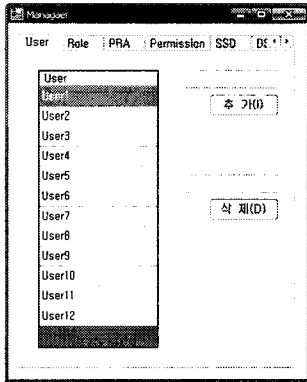 Manager
User Role PRA Permission SSD
User
User1
추 가(I)
User2
User3
User4
User5
User6
삭 제(D)
User7
User8
User9
User10
User11
User12